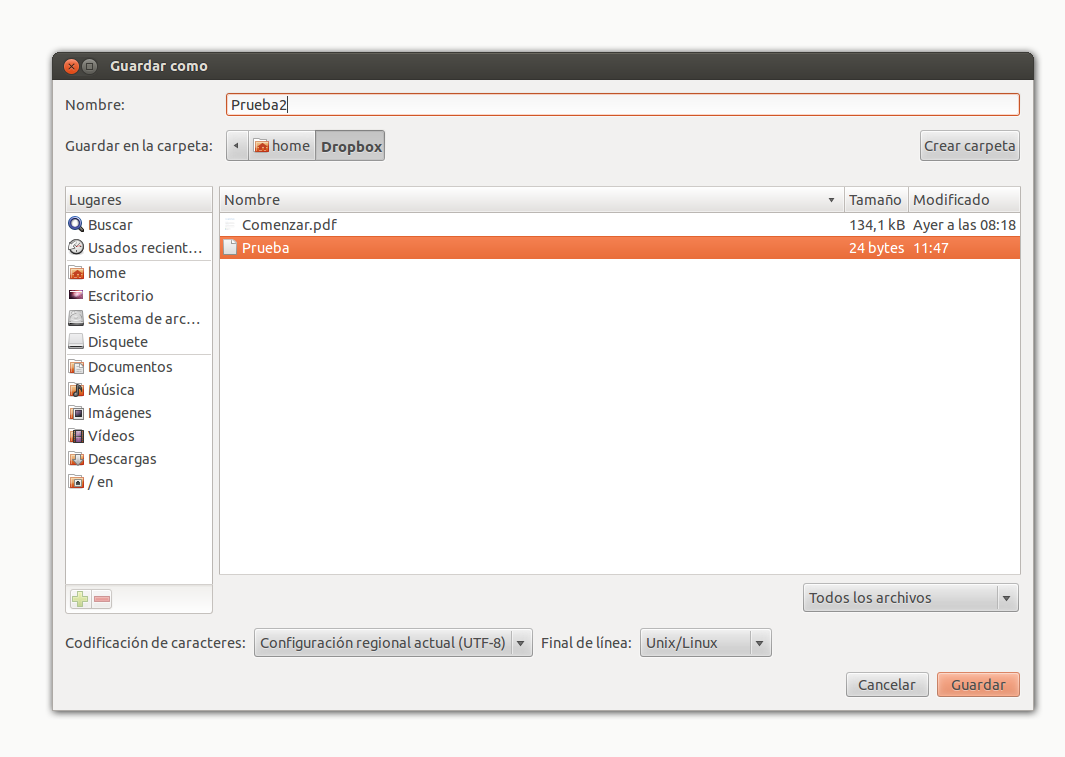 Guardar como
Nombre: Prueba2
Guardar en la carpeta: home Dropbox Crear carpeta
Lugares Nombre Tamaño Modificado
Buscar Comenzar.pdf 134,1 kB Ayer a las 08:18
Usados recient... Prueba 24 bytes 11:47
home
Escritorio
Sistema de arc...
Disquete
Documentos
Música
Imágenes
Vídeos
Descargas
/ en
Todos los archivos
Codificación de caracteres: Configuración regional actual (UTF-8) Final de línea: Unix/Linux
Cancelar Guardar